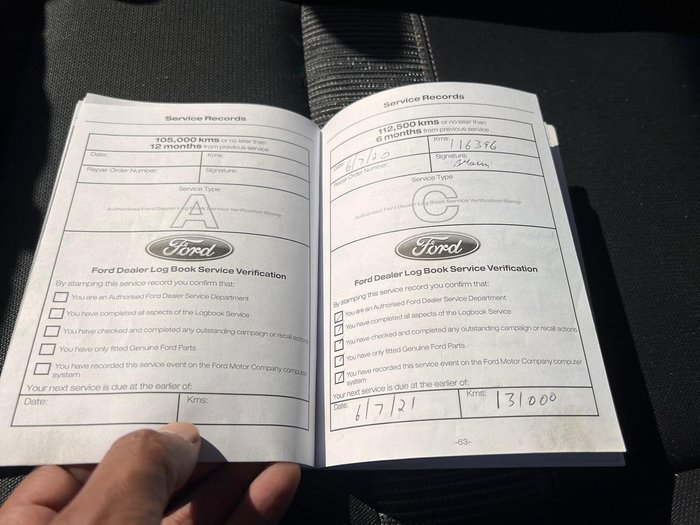 Service Records
105,000 kms or no later than
12 months from previous service
Date:
Kms:
Repair Order Number:
Signature:
Service Type
A
Authorised Ford Dealer Log Book Service Verification Stamp
Ford
Ford Dealer Log Book Service Verification
By stamping this service record you confirm that:
You are an Authorised Ford Dealer Service Department
You have completed all aspects of the Logbook Service
You have checked and completed any outstanding campaign or recall actions
You have only fitted Genuine Ford Parts
You have recorded this service event on the Ford Motor Company computer
system
Your next service is due at the earlier of:
Date:
Kms:
Service Records
112,500 kms or no later than
6 months from previous service
Date: 6/7/20
Kms: 116396
Repair Order Number:
Signature:
Service Type
C
Authorised Ford Dealer Log Book Service Verification Stamp
Ford
Ford Dealer Log Book Service Verification
By stamping this service record you confirm that:
You are an Authorised Ford Dealer Service Department
You have completed all aspects of the Logbook Service
You have checked and completed any outstanding campaign or recall actions
You have only fitted Genuine Ford Parts
You have recorded this service event on the Ford Motor Company computer
system
Your next service is due at the earlier of:
Date: 6/7/21
Kms: 131000
-63-